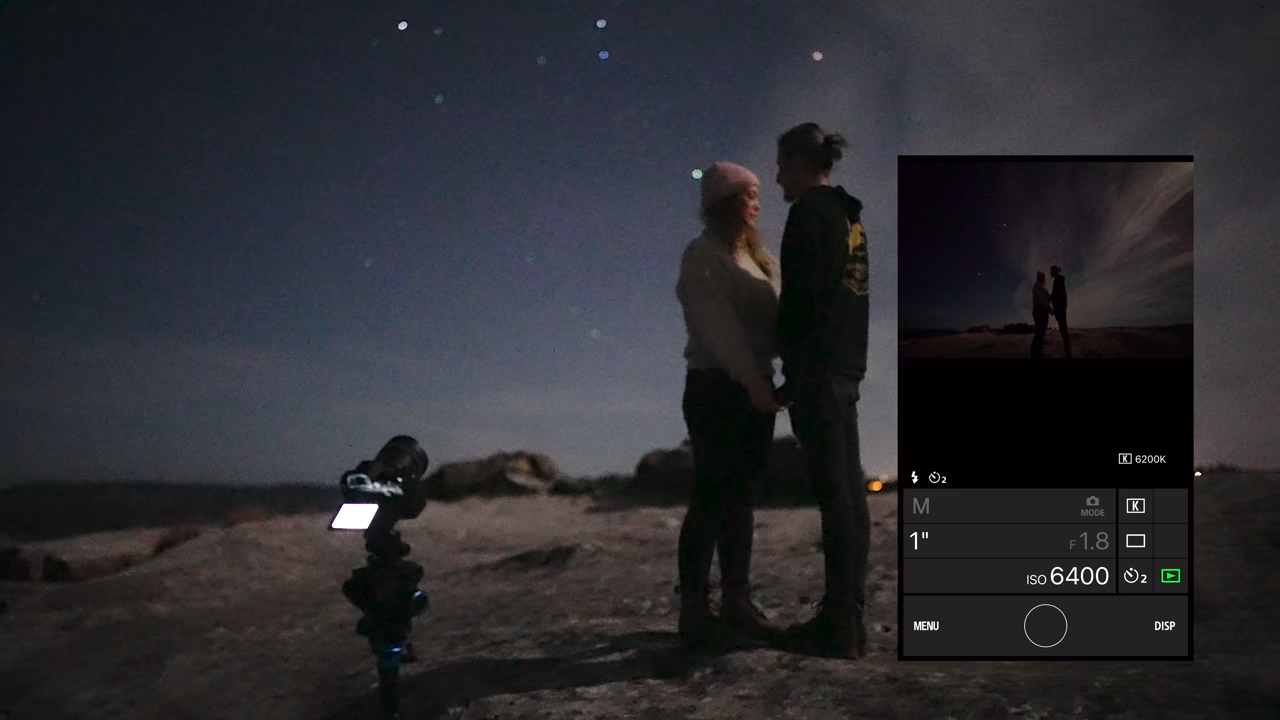 K 6200K
2
M MODE K
1" F1.8
ISO 6400 2
MENU DISP